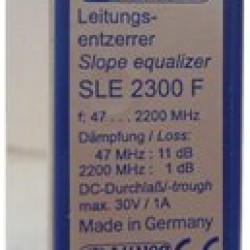 Leitungs-
entzerrer
Slope equalizer
SLE 2300 F
f: 47 . . . 2200 MHz
Dämpfung / Loss:
47 MHz : 11 dB
2200 MHz : 1 dB
DC-Durchlaß/-trough
max. 30V / 1A
Made in Germany